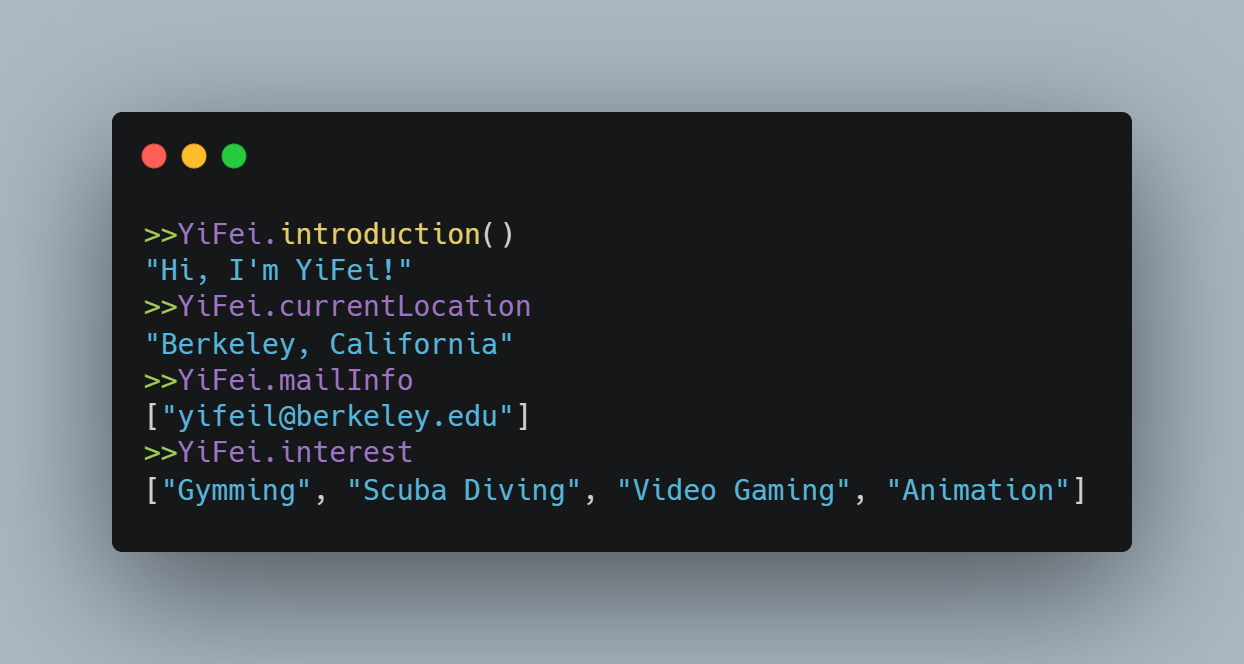 >>YiFei.introduction()
"Hi, I'm YiFei!"
>>YiFei.currentLocation
"Berkeley, California"
>>YiFei.mailInfo
["yifeil@berkeley.edu"]
>>YiFei.interest
["Gymming", "Scuba Diving", "Video Gaming", "Animation"]